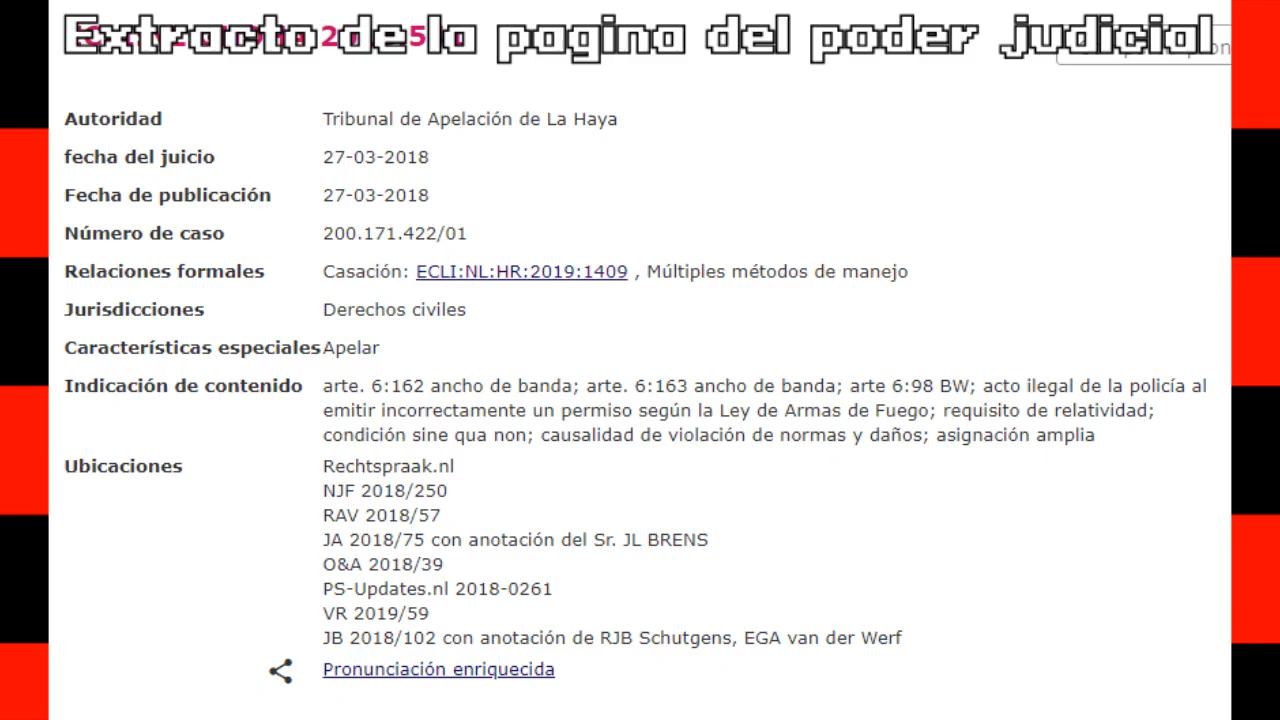 Extracto de la pagina del poder judicial
Autoridad Tribunal de Apelación de La Haya
fecha del juicio 27-03-2018
Fecha de publicación 27-03-2018
Número de caso 200.171.422/01
Relaciones formales Casación: ECLI:NL:HR:2019:1409 , Múltiples métodos de manejo
Jurisdicciones Derechos civiles
Características especiales Apelar
Indicación de contenido arte. 6:162 ancho de banda; arte. 6:163 ancho de banda; arte 6:98 BW; acto ilegal de la policía al
emitir incorrectamente un permiso según la Ley de Armas de Fuego; requisito de relatividad;
condición sine qua non; causalidad de violación de normas y daños; asignación amplia
Ubicaciones Rechtspraak.nl
NJF 2018/250
RAV 2018/57
JA 2018/75 con anotación del Sr. JL BRENS
O&A 2018/39
PS-Updates.nl 2018-0261
VR 2019/59
JB 2018/102 con anotación de RJB Schutgens, EGA van der Werf
Pronunciación enriquecida